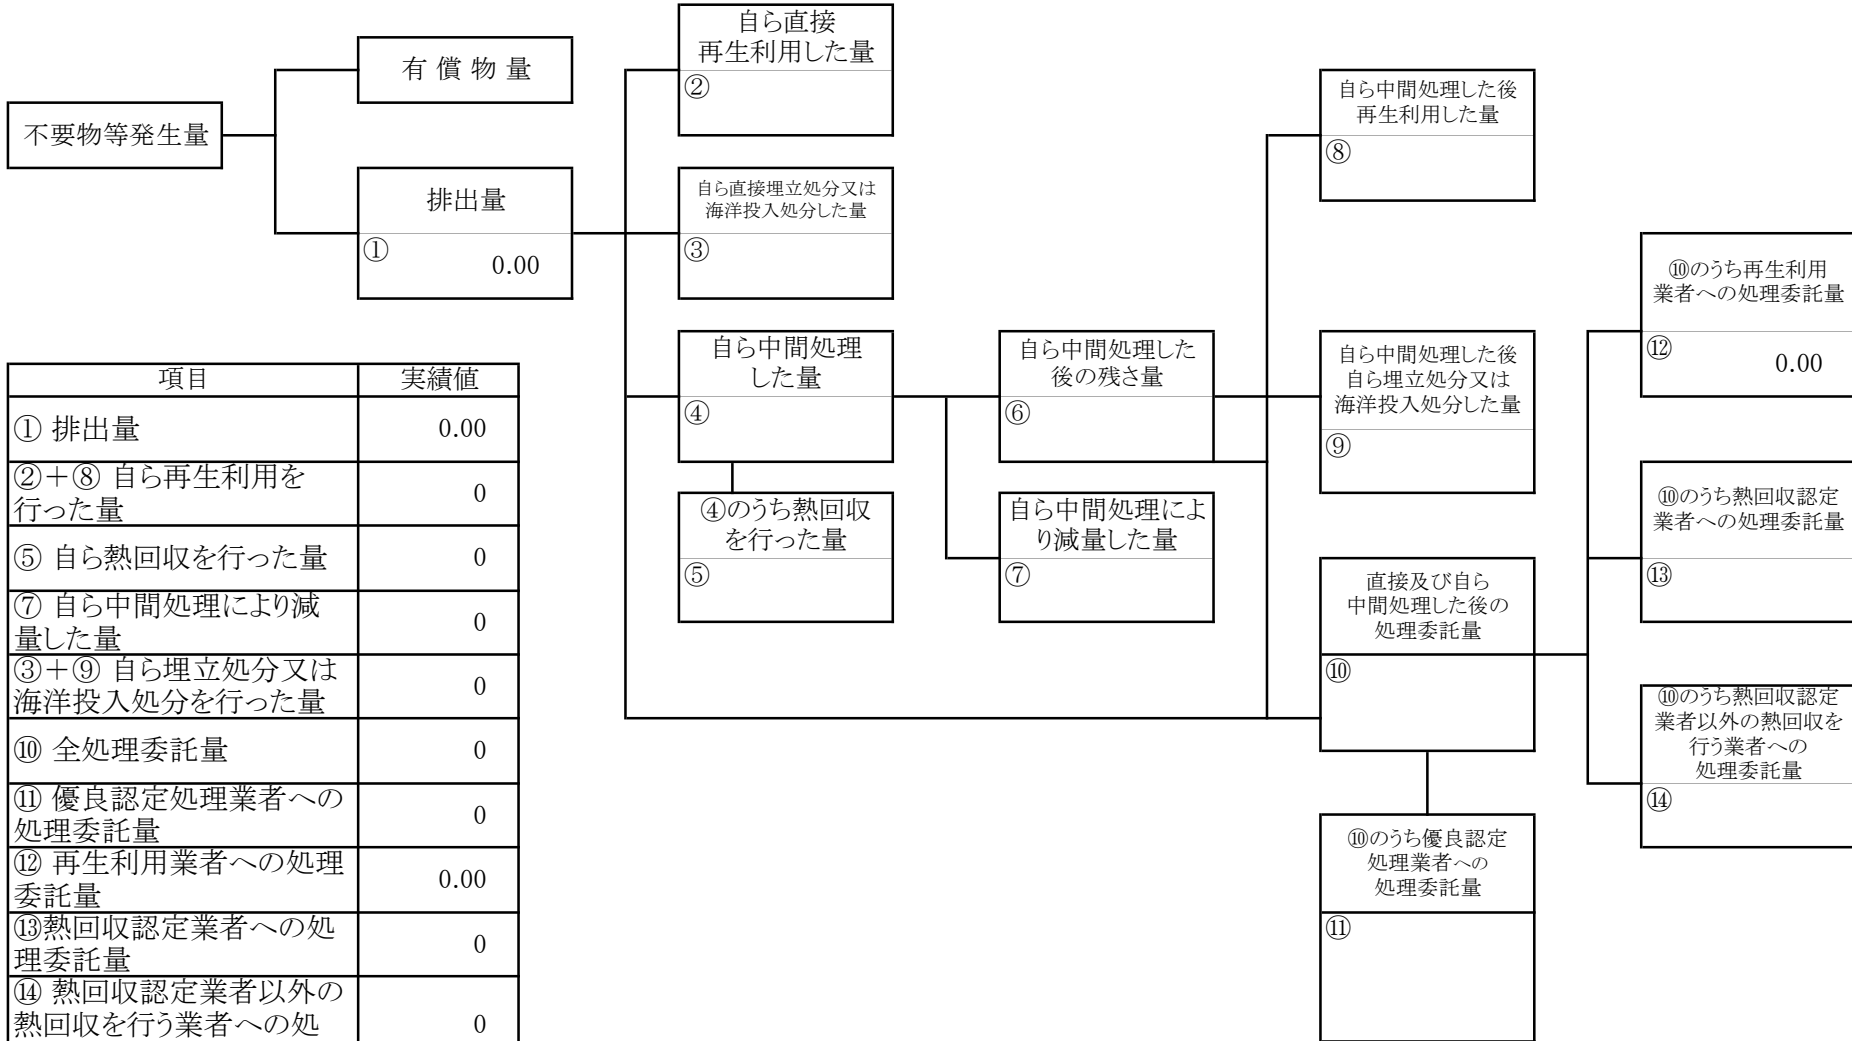 不要物等発生量
有 償 物 量
排出量
①
0.00
自ら直接
再生利用した量
②
自ら直接埋立処分又は
海洋投入処分した量
③
自ら中間処理
した量
④
④のうち熱回収
を行った量
⑤
自ら中間処理した
後の残さ量
⑥
自ら中間処理によ
り減量した量
⑦
自ら中間処理した後
再生利用した量
⑧
自ら中間処理した後
自ら埋立処分又は
海洋投入処分した量
⑨
直接及び自ら
中間処理した後の
処理委託量
⑩
⑩のうち優良認定
処理業者への
処理委託量
⑪
⑩のうち再生利用
業者への処理委託量
⑫
0.00
⑩のうち熱回収認定
業者への処理委託量
⑬
⑩のうち熱回収認定
業者以外の熱回収を
行う業者への
処理委託量
⑭
項目 実績値
① 排出量 0.00
②＋⑧ 自ら再生利用を
行った量 0
⑤ 自ら熱回収を行った量 0
⑦ 自ら中間処理により減
量した量 0
③＋⑨ 自ら埋立処分又は
海洋投入処分を行った量 0
⑩ 全処理委託量 0
⑪ 優良認定処理業者への
処理委託量 0
⑫ 再生利用業者への処理
委託量 0.00
⑬熱回収認定業者への処
理委託量 0
⑭ 熱回収認定業者以外の
熱回収を行う業者への処 0